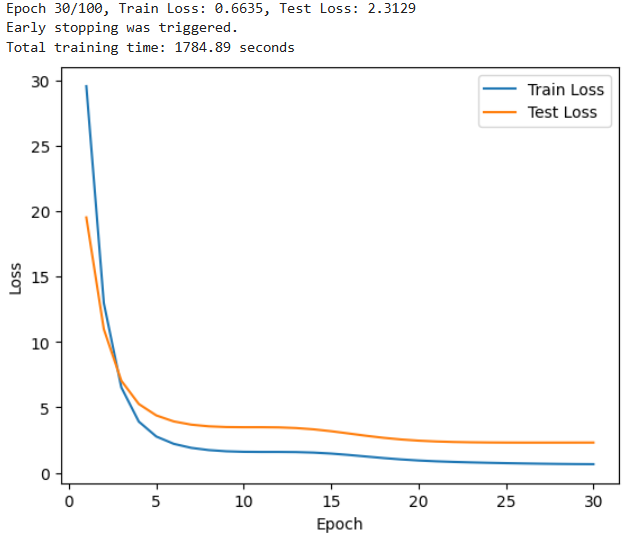 Epoch 30/100, Train Loss: 0.6635, Test Loss: 2.3129
Early stopping was triggered.
Total training time: 1784.89 seconds
Train Loss
Test Loss
30
25
20
15
10
5
0
Loss
0 5 10 15 20 25 30
Epoch